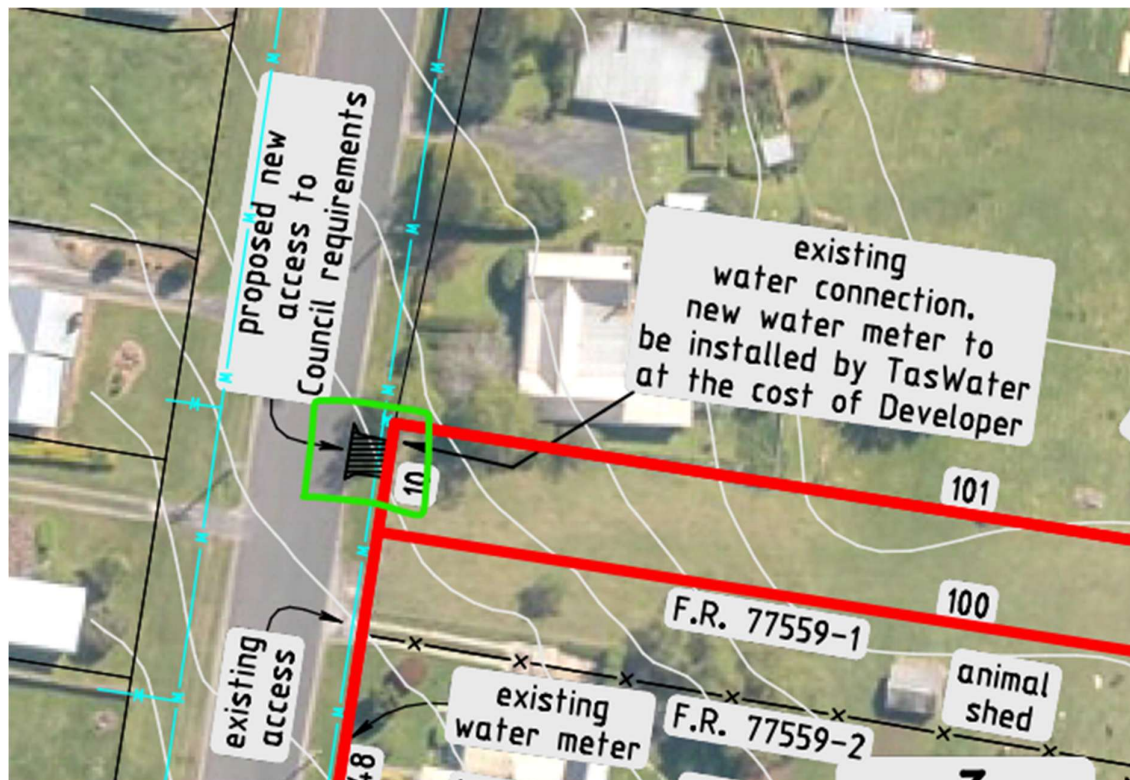 proposed new
access to
Council requirements
existing
water connection.
new water meter to
be installed by TasWater
at the cost of Developer
10
101
100
F.R. 77559-1
existing
access
existing
water meter
F.R. 77559-2
animal
shed